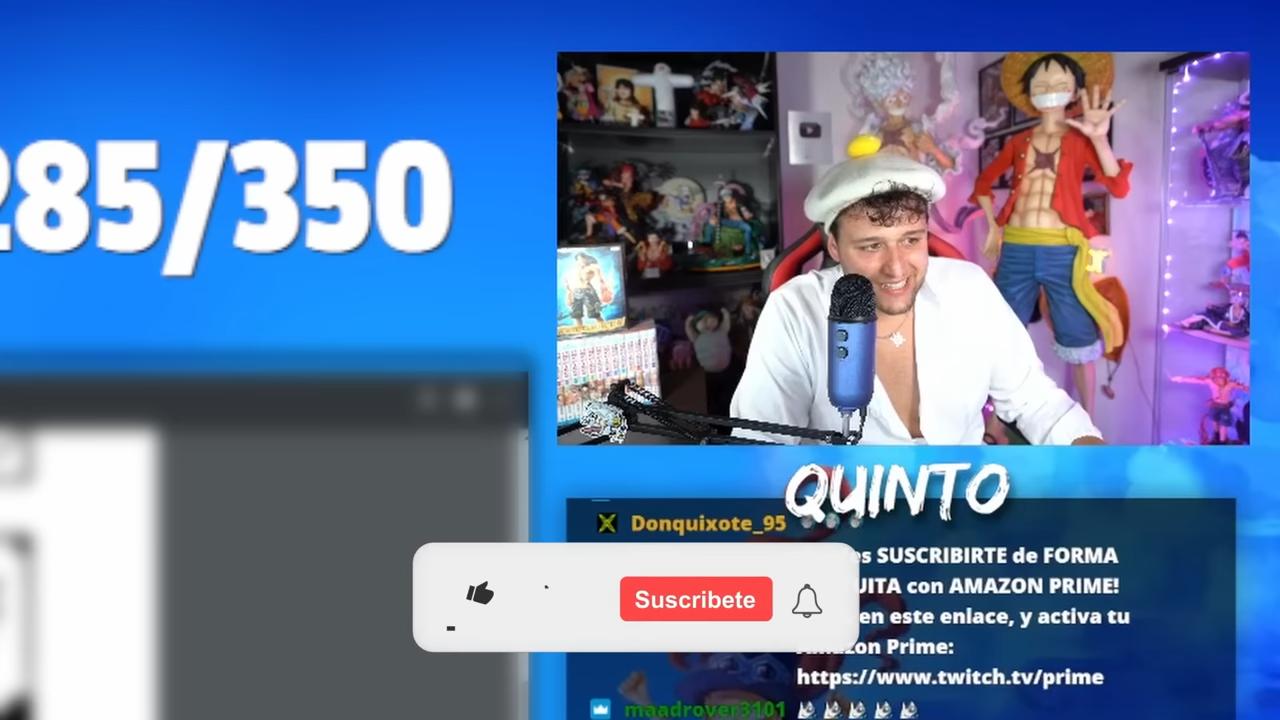 285/350
QUINTO
Donquixote_95
es SUSCRIBIRTE de FORMA
UITA con AMAZON PRIME!
en este enlace, y activa tu
Amazon Prime:
https://www.twitch.tv/prime
Suscribete
maadrover3101